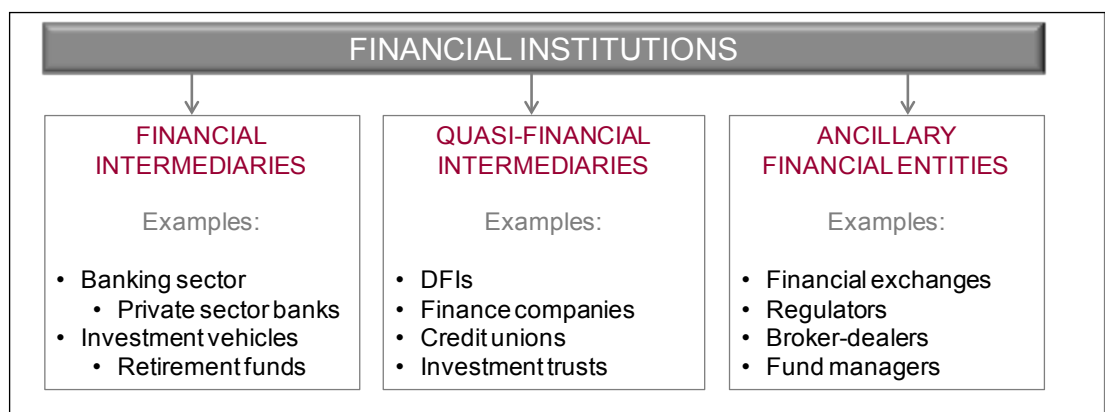 FINANCIAL INSTITUTIONS
FINANCIAL
INTERMEDIARIES
Examples:
• Banking sector
• Private sector banks
• Investment vehicles
• Retirement funds
QUASI-FINANCIAL
INTERMEDIARIES
Examples:
• DFIs
• Finance companies
• Credit unions
• Investment trusts
ANCILLARY
FINANCIAL ENTITIES
Examples:
• Financial exchanges
• Regulators
• Broker-dealers
• Fund managers